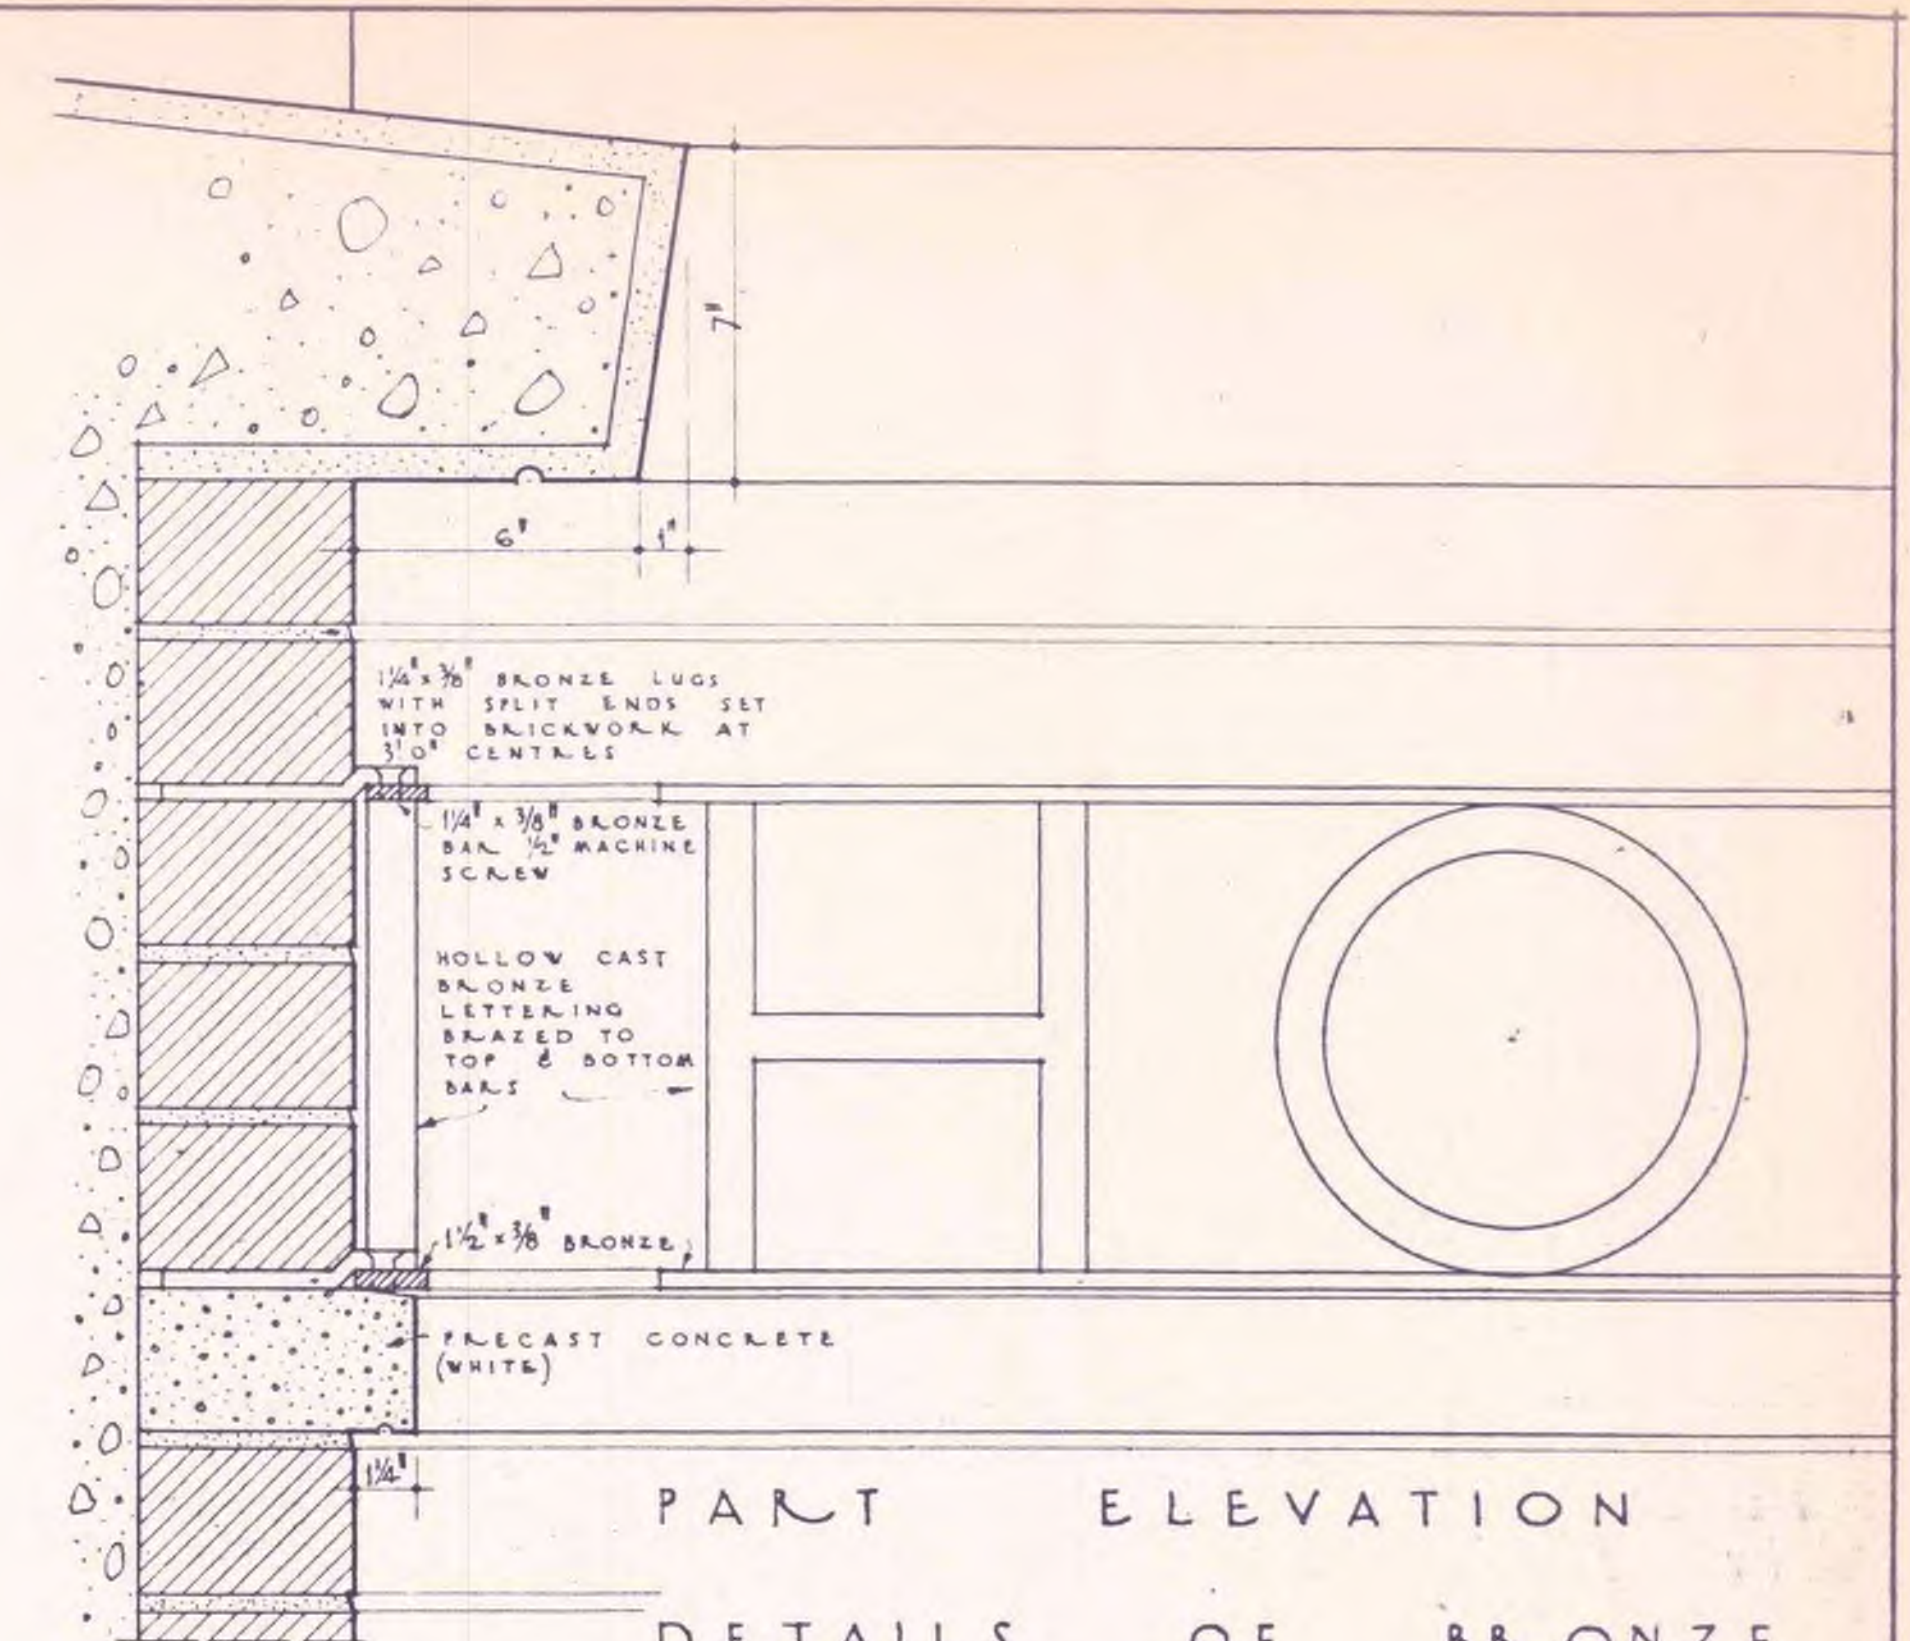 7"
6" 1"
1¼" x ⅜" BRONZE LUGS
WITH SPLIT ENDS SET
INTO BRICKWORK AT
3'0" CENTRES
1¼" x ⅜" BRONZE
BAR ½" MACHINE
SCREW
HOLLOW CAST
BRONZE
LETTERING
BRAZED TO
TOP & BOTTOM
BARS
1½" x ⅜" BRONZE
PRECAST CONCRETE
(WHITE)
1¼"
PART ELEVATION
DETAILS OF BRONZE
HO